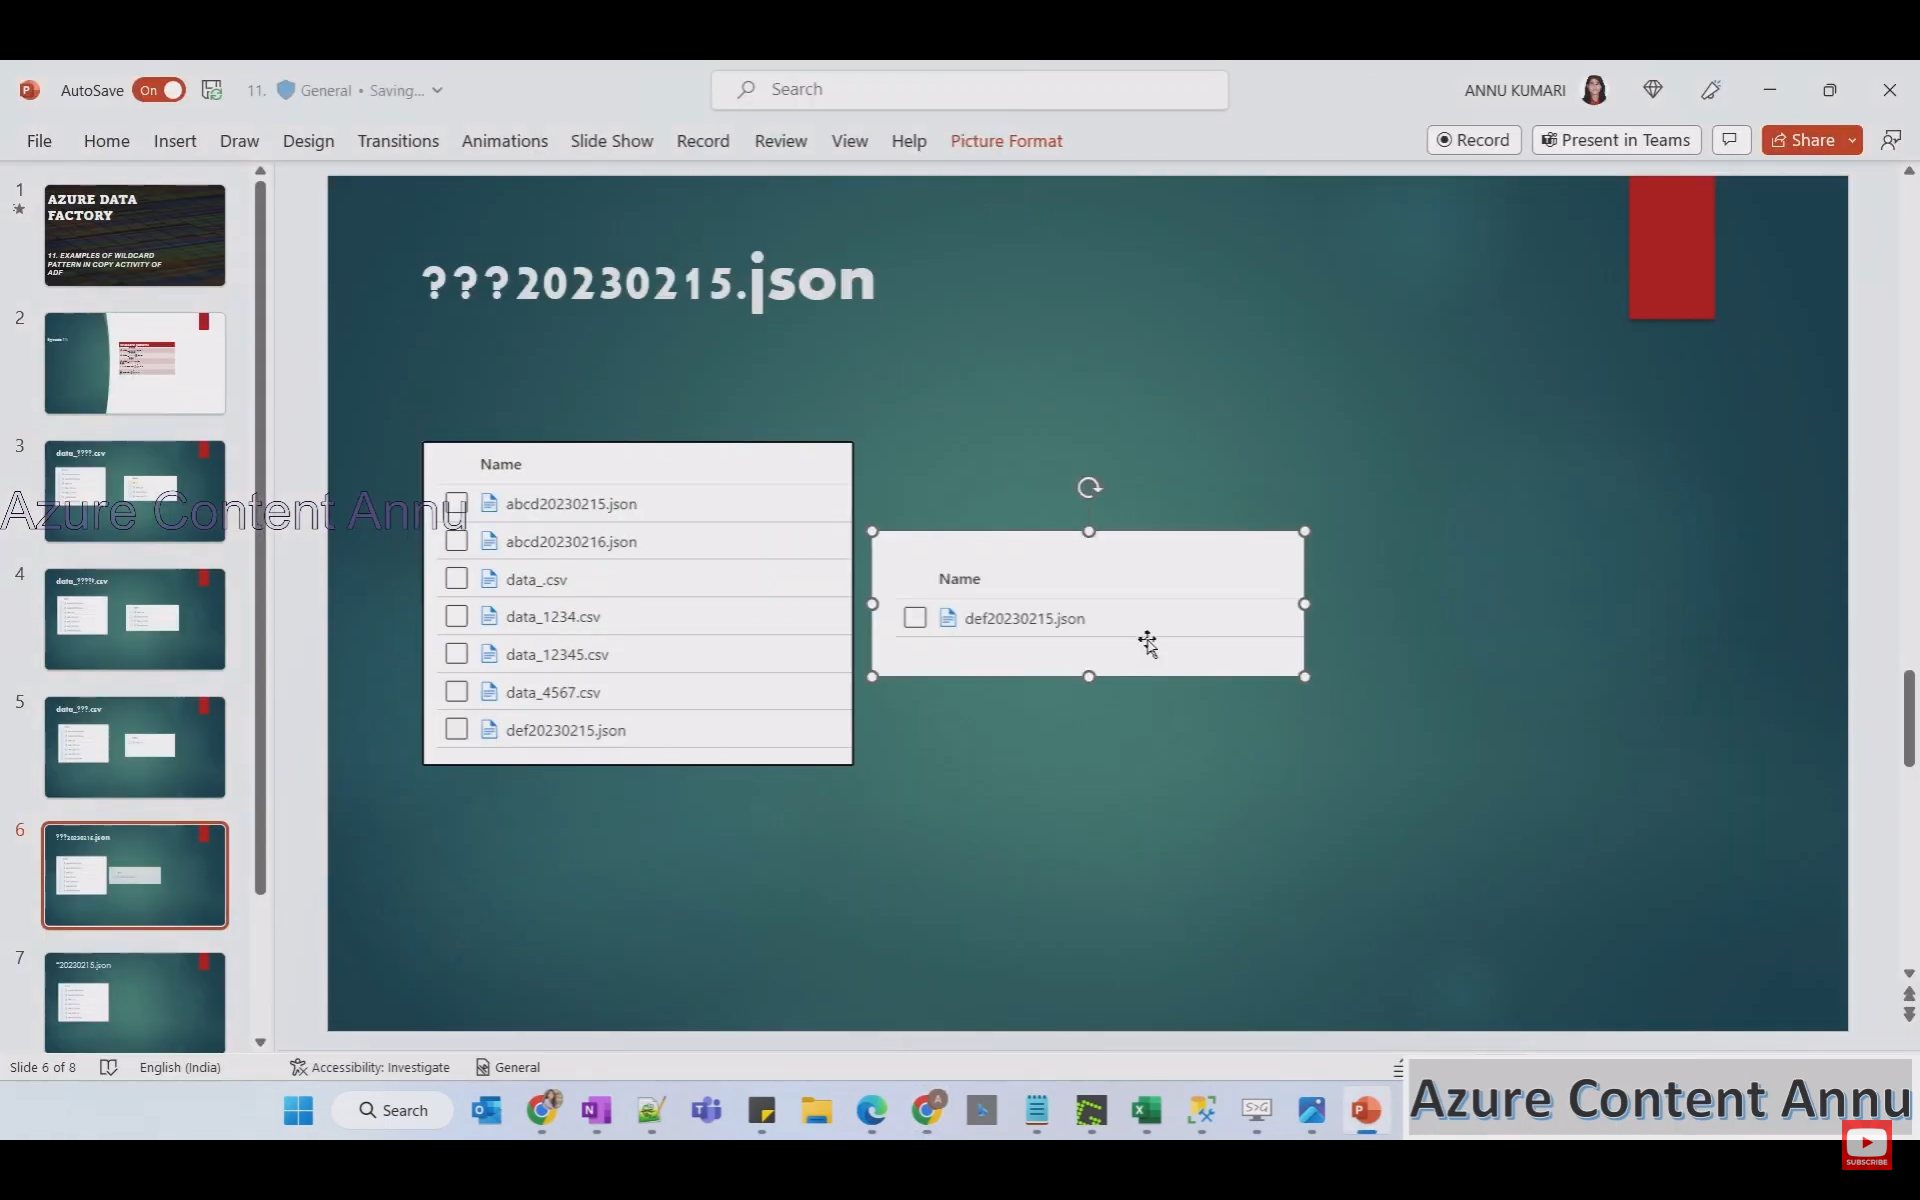 AutoSave On 11. General • Saving... Search ANNU KUMARI
File Home Insert Draw Design Transitions Animations Slide Show Record Review View Help Picture Format Record Present in Teams Share
1
AZURE DATA
FACTORY
11. EXAMPLES OF WILDCARD
PATTERN IN COPY ACTIVITY OF
ADF
2
3
data_????.csv
4
5
data_???.csv
6
???20230215.json
7
*20230215.json
???20230215.json
Name
abcd20230215.json
abcd20230216.json
data_.csv
data_1234.csv
data_12345.csv
data_4567.csv
def20230215.json
Name
def20230215.json
Azure Content Annu
Slide 6 of 8 English (India) Accessibility: Investigate General
Search
Azure Content Annu
SUBSCRIBE